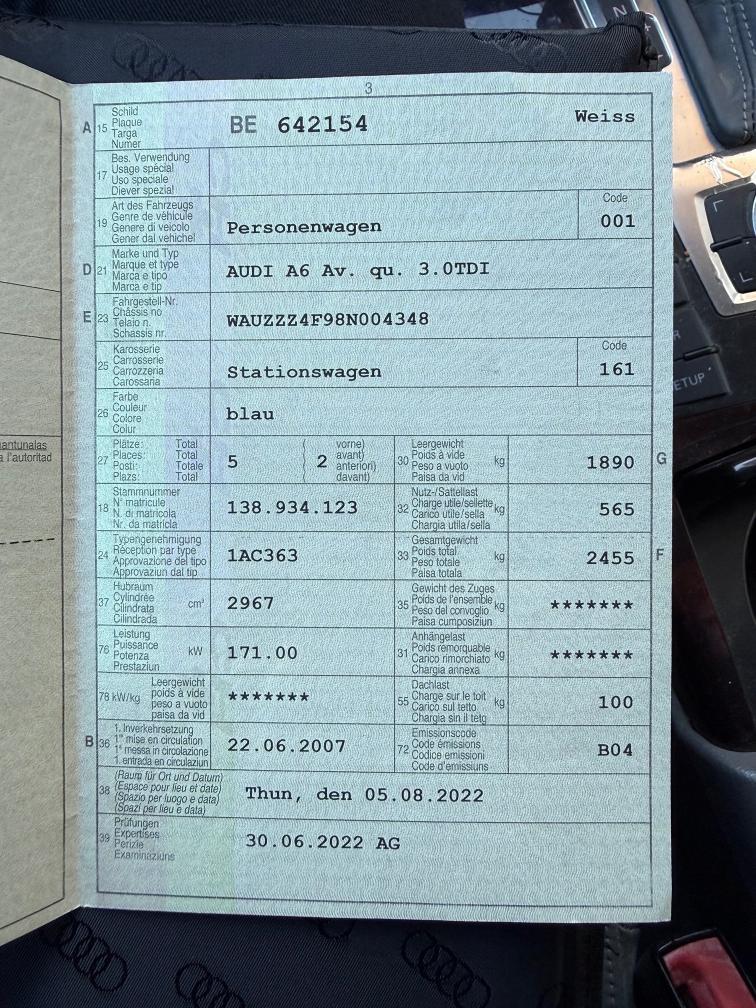 3
A 15 Schild
Plaque
Targa
Numer
BE 642154
Weiss
17 Bes. Verwendung
Usage spécial
Uso speciale
Diever spezial
19 Art des Fahrzeugs
Genre de véhicule
Genere di veicolo
Gener dal vehichel
Personenwagen
Code
001
D 21 Marke und Typ
Marque et type
Marca e tipo
Marca e tip
AUDI A6 Av. qu. 3.0TDI
E 23 Fahrgestell-Nr.
Châssis no
Telaio n.
Schassis nr.
WAUZZZ4F98N004348
25 Karosserie
Carrosserie
Carrozzeria
Carossaria
Stationswagen
Code
161
26 Farbe
Couleur
Colore
Colur
blau
27 Plätze: Total
Places: Total
Posti: Totale
Plazs: Total
5
( 2 vorne)
avant)
anteriori)
davant)
30 Leergewicht
Poids à vide
Peso a vuoto
Paisa da vid
kg
1890 G
18 Stammnummer
N° matricule
N. di matricola
Nr. da matricla
138.934.123
32 Nutz-/Sattellast
Charge utile/sellette
Carico utile/sella
Chargia utila/sella
kg
565
24 Typengenehmigung
Réception par type
Approvazione del tipo
Approvaziun dal tip
1AC363
33 Gesamtgewicht
Poids total
Peso totale
Paisa totala
kg
2455 F
37 Hubraum
Cylindrée
Cilindrata
Cilindrada
cm³
2967
35 Gewicht des Zuges
Poids de l'ensemble
Peso del convoglio
Paisa cumposiziun
kg
*******
76 Leistung
Puissance
Potenza
Prestaziun
kW
171.00
31 Anhängelast
Poids remorquable
Carico rimorchiato
Chargia annexa
kg
*******
78 kW/kg Leergewicht
poids à vide
peso a vuoto
paisa da vid
*******
55 Dachlast
Charge sur le toit
Carico sul tetto
Chargia sin il tetg
kg
100
B 36 1. Inverkehrsetzung
1re mise en circulation
1a messa in circolazione
1. entrada en circulaziun
22.06.2007
72 Emissionscode
Code émissions
Codice emissioni
Code d'emissiuns
B04
38 (Raum für Ort und Datum)
(Espace pour lieu et date)
(Spazio per luogo e data)
(Spazi per lieu e data)
Thun, den 05.08.2022
39 Prüfungen
Expertises
Perizie
Examinaziuns
30.06.2022 AG
antunalas
a l'autoritad
N
SETUP